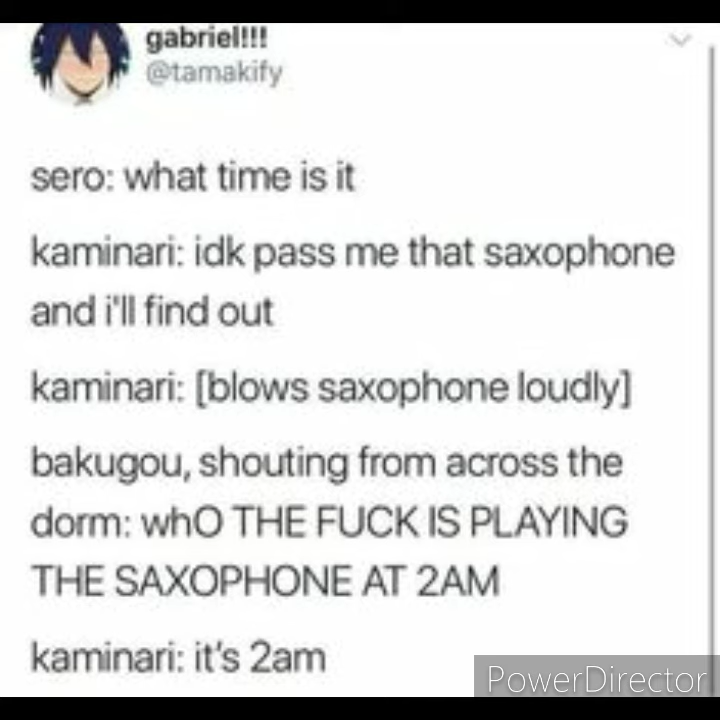 gabriel!!!
@tamakify
sero: what time is it
kaminari: idk pass me that saxophone
and i'll find out
kaminari: [blows saxophone loudly]
bakugou, shouting from across the
dorm: whO THE FUCK IS PLAYING
THE SAXOPHONE AT 2AM
kaminari: it's 2am
PowerDirector